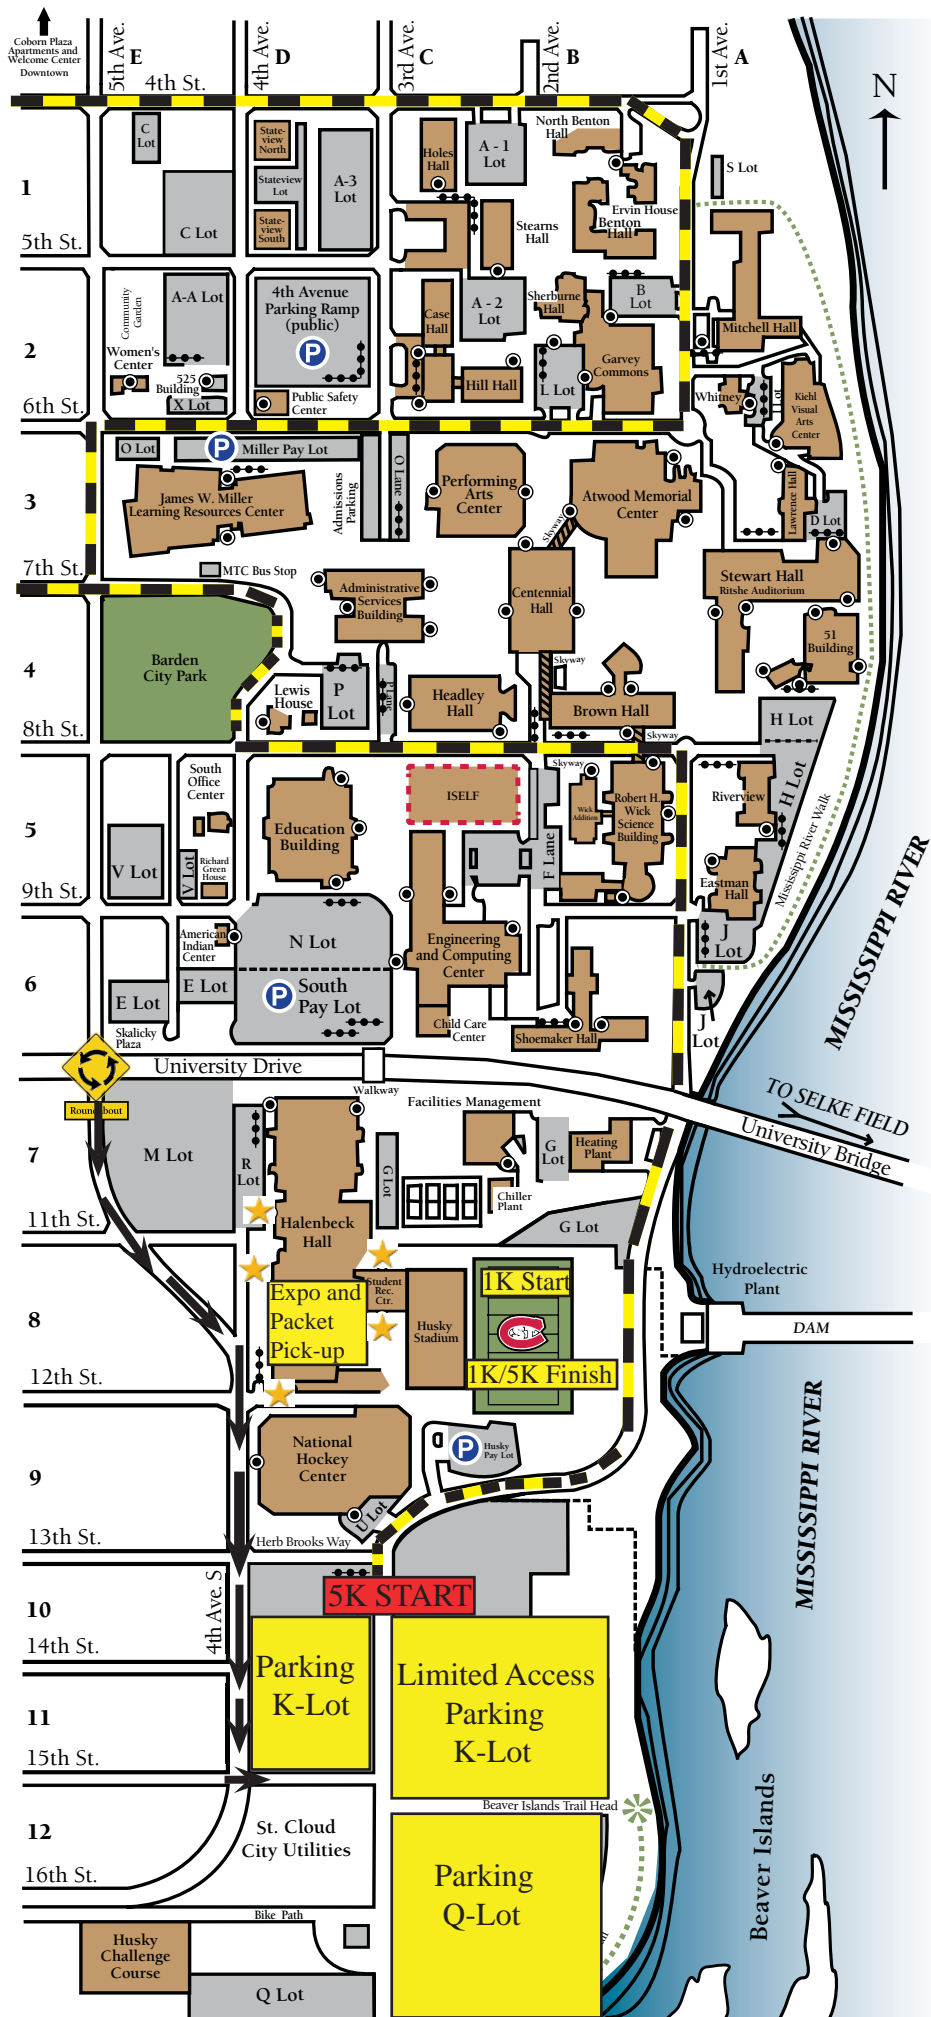 Coborn Plaza
Apartments and
Welcome Center
Downtown
5th Ave.
E
4th St.
4th Ave.
D
3rd Ave.
C
2nd Ave.
B
1st Ave.
A
N
1
C
Lot
C Lot
State-
view
North
Stateview
Lot
State-
view
South
A-3
Lot
Holes
Hall
A - 1
Lot
North Benton
Hall
Ervin House
Benton
Hall
Stearns
Hall
S Lot
5th St.
2
Community
Garden
A-A Lot
4th Avenue
Parking Ramp
(public)
P
Case
Hall
A - 2
Lot
Sherburne
Hall
B
Lot
Mitchell Hall
Women's
Center
525
Building
X Lot
Public Safety
Center
Hill Hall
L Lot
Garvey
Commons
Whitney
I Lot
Kiehl
Visual
Arts
Center
6th St.
3
O Lot
P
Miller Pay Lot
James W. Miller
Learning Resources Center
Admissions
Parking
O Lane
Performing
Arts
Center
Skyway
Atwood Memorial
Center
Lawrence Hall
D Lot
7th St.
MTC Bus Stop
Administrative
Services
Building
Centennial
Hall
Stewart Hall
Ritshe Auditorium
51
Building
4
Barden
City Park
Lewis
House
P
Lot
P Lane
Headley
Hall
Skyway
Brown Hall
Skyway
H Lot
8th St.
5
South
Office
Center
V Lot
V Lot
Richard
Green
House
Education
Building
ISELF
F Lane
Skyway
Wick
Addition
Robert H.
Wick
Science
Building
Riverview
H Lot
Eastman
Hall
Mississippi River Walk
MISSISSIPPI RIVER
9th St.
6
American
Indian
Center
E Lot
E Lot
Skalicky
Plaza
N Lot
P
South
Pay Lot
Engineering
and Computing
Center
Child Care
Center
Shoemaker Hall
J
Lot
J
Lot
University Drive
Walkway
Roundabout
TO SELKE FIELD
University Bridge
7
M Lot
R
Lot
Halenbeck
Hall
G Lot
Facilities Management
G
Lot
Heating
Plant
Chiller
Plant
G Lot
11th St.
8
Expo and
Packet
Pick-up
Student
Rec.
Ctr.
Husky
Stadium
1K Start
C
1K/5K Finish
Hydroelectric
Plant
DAM
12th St.
9
National
Hockey
Center
P
Husky
Pay Lot
U Lot
Herb Brooks Way
MISSISSIPPI RIVER
13th St.
10
4th Ave. S
5K START
14th St.
Parking
K-Lot
Limited Access
Parking
K-Lot
11
15th St.
Beaver Islands Trail Head
12
St. Cloud
City Utilities
16th St.
Parking
Q-Lot
Beaver Islands
Bike Path
Husky
Challenge
Course
Q Lot